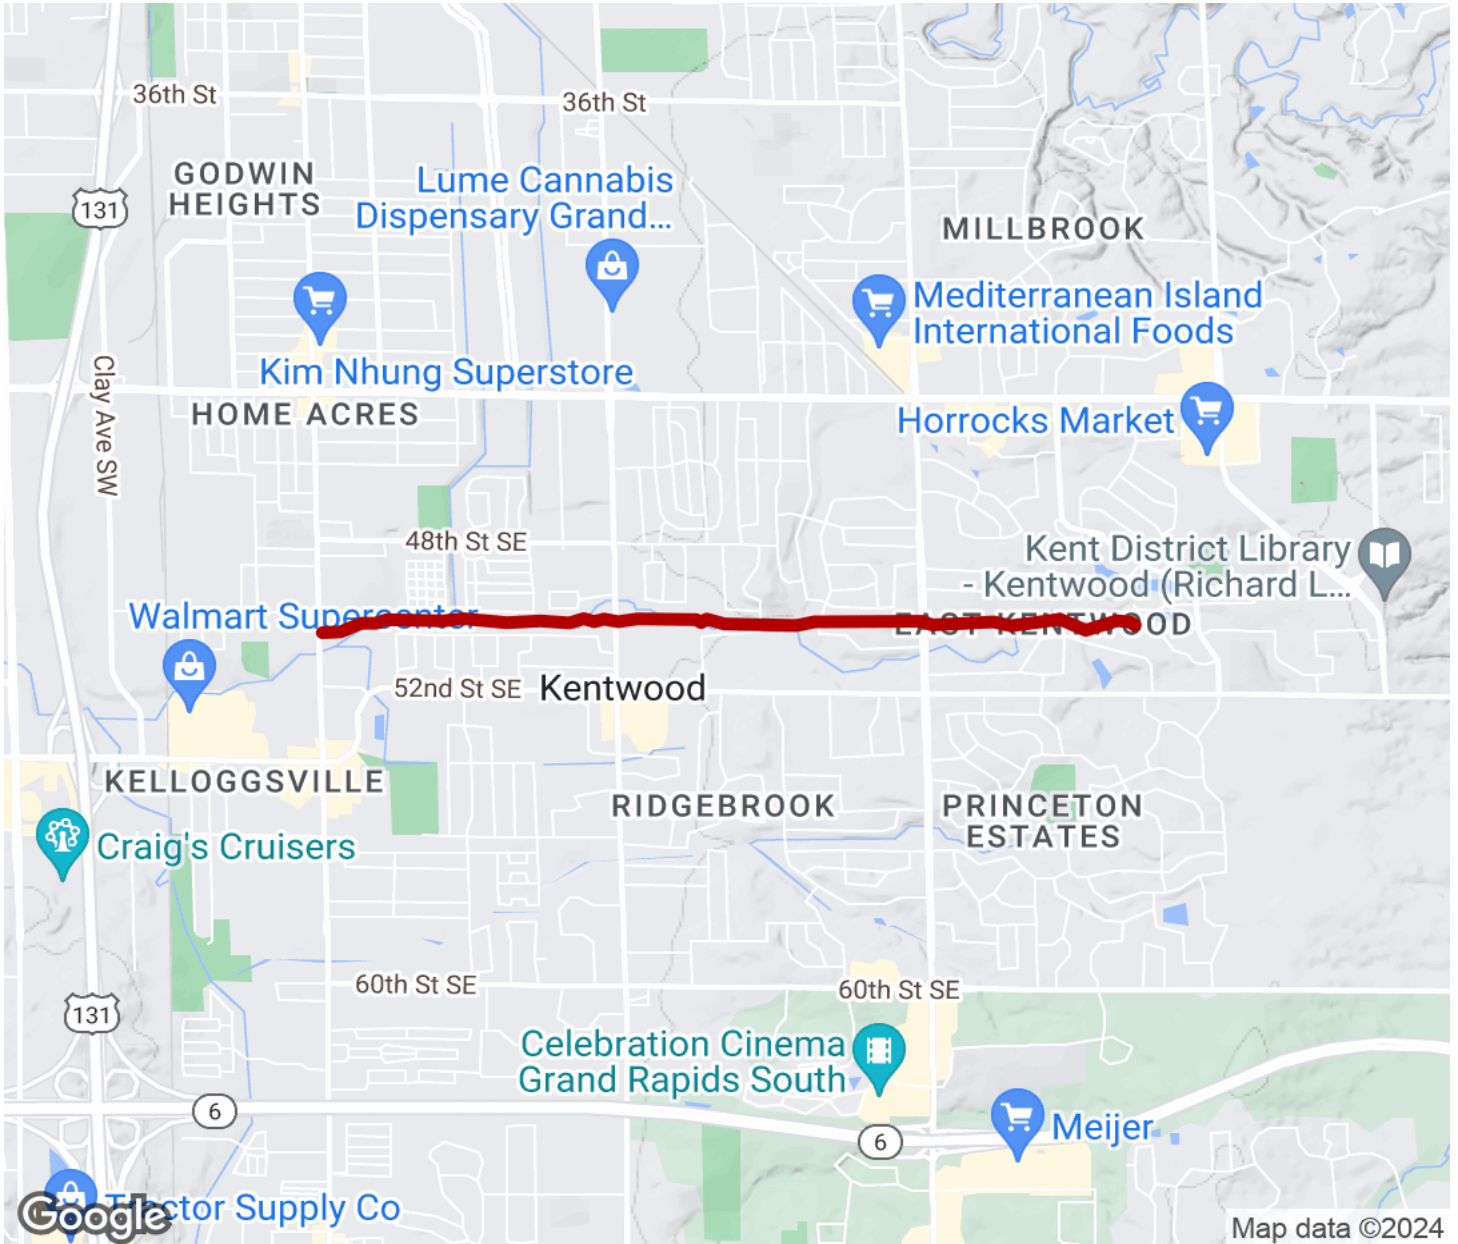 36th St
36th St
GODWIN
HEIGHTS
131
Lume Cannabis
Dispensary Grand...
MILLBROOK
Mediterranean Island
International Foods
Kim Nhung Superstore
Clay Ave SW
HOME ACRES
Horrocks Market
48th St SE
Kent District Library
- Kentwood (Richard L...
Walmart Supercenter
EAST KENTWOOD
52nd St SE
Kentwood
KELLOGGSVILLE
RIDGEBROOK
PRINCETON
ESTATES
Craig's Cruisers
60th St SE
60th St SE
131
Celebration Cinema
Grand Rapids South
6
6
Meijer
Tractor Supply Co
Google
Map data ©2024